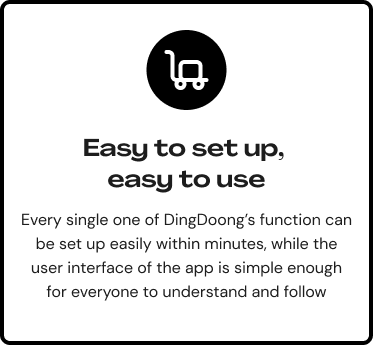 Easy to set up,
easy to use
Every single one of DingDoong's function can
be set up easily within minutes, while the
user interface of the app is simple enough
for everyone to understand and follow